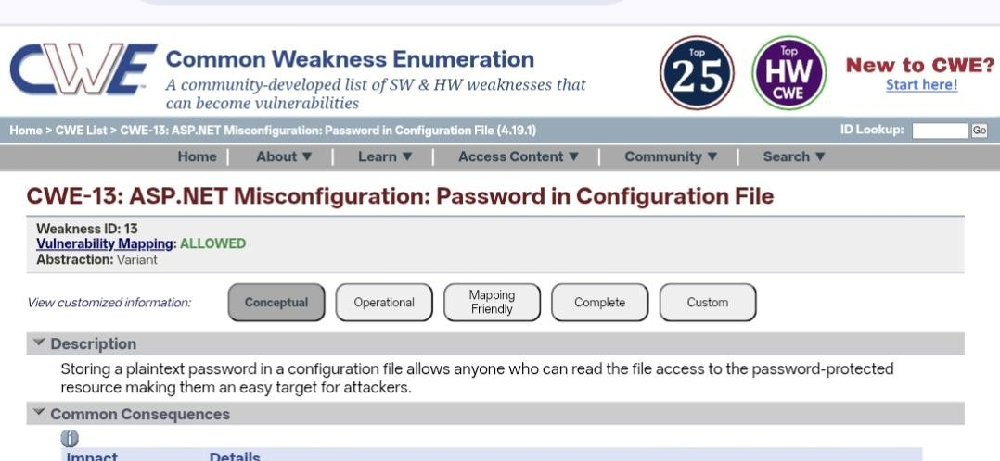 CWE
Common Weakness Enumeration
A community-developed list of SW & HW weaknesses that
can become vulnerabilities
Top
25
Top
HW
CWE
New to CWE?
Start here!
Home > CWE List > CWE-13: ASP.NET Misconfiguration: Password in Configuration File (4.19.1)
ID Lookup:
Go
Home
About ▼
Learn ▼
Access Content ▼
Community ▼
Search ▼
CWE-13: ASP.NET Misconfiguration: Password in Configuration File
Weakness ID: 13
Vulnerability Mapping: ALLOWED
Abstraction: Variant
View customized information:
Conceptual
Operational
Mapping
Friendly
Complete
Custom
Description
Storing a plaintext password in a configuration file allows anyone who can read the file access to the password-protected
resource making them an easy target for attackers.
Common Consequences
i
Impact
Details